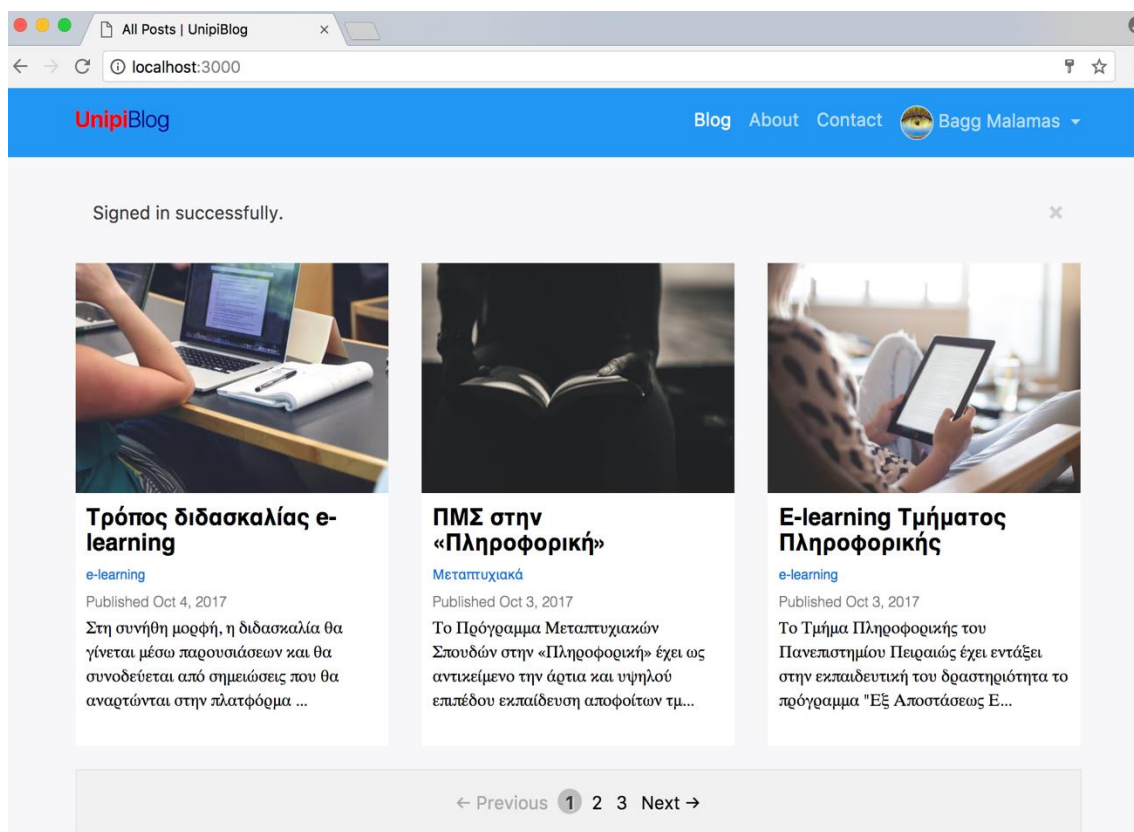 All Posts | UnipiBlog
localhost:3000
UnipiBlog
Blog About Contact Bagg Malamas
Signed in successfully.
Τρόπος διδασκαλίας e-
learning
e-learning
Published Oct 4, 2017
Στη συνήθη μορφή, η διδασκαλία θα
γίνεται μέσω παρουσιάσεων και θα
συνοδεύεται από σημειώσεις που θα
αναρτώνται στην πλατφόρμα ...
ΠΜΣ στην
«Πληροφορική»
Μεταπτυχιακά
Published Oct 3, 2017
Το Πρόγραμμα Μεταπτυχιακών
Σπουδών στην «Πληροφορική» έχει ως
αντικείμενο την άρτια και υψηλού
επιπέδου εκπαίδευση αποφοίτων τμ...
E-learning Τμήματος
Πληροφορικής
e-learning
Published Oct 3, 2017
Το Τμήμα Πληροφορικής του
Πανεπιστημίου Πειραιώς έχει εντάξει
στην εκπαιδευτική του δραστηριότητα το
πρόγραμμα "Εξ Αποστάσεως Ε...
← Previous 1 2 3 Next →